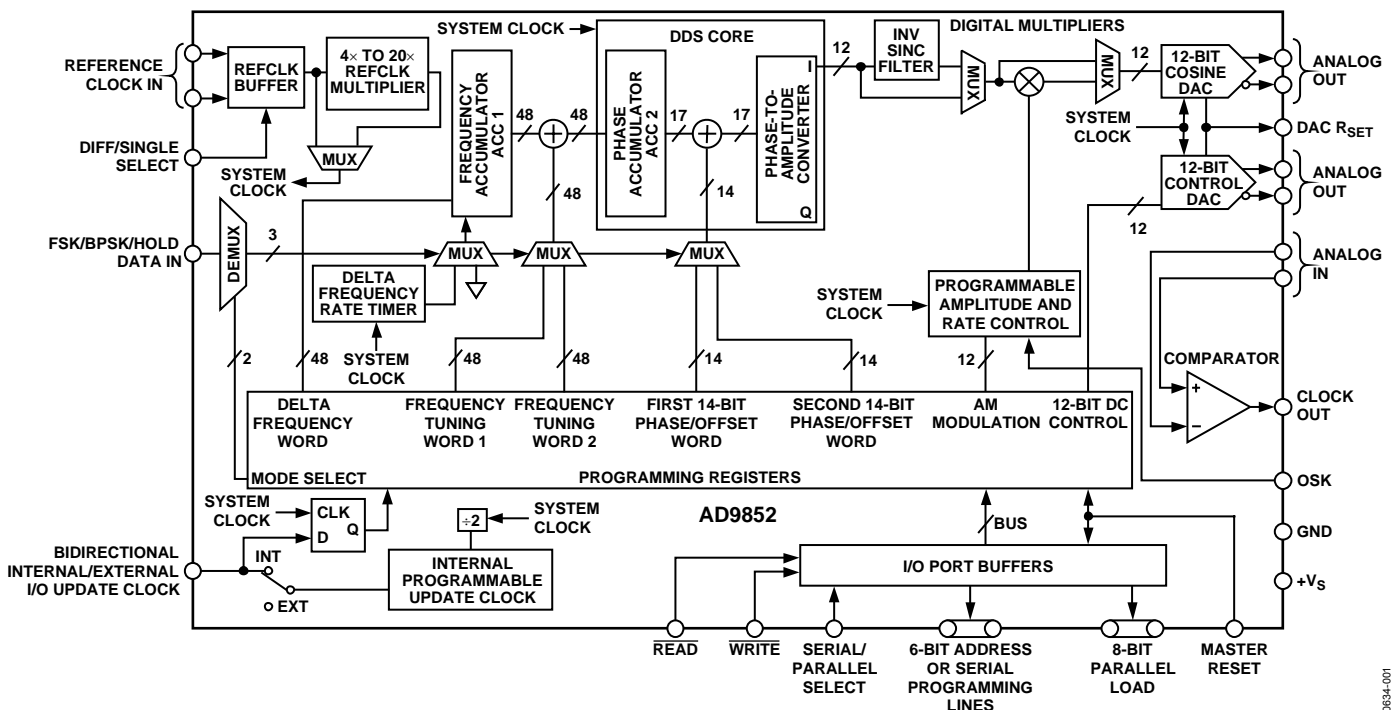 SYSTEM CLOCK
DDS CORE
DIGITAL MULTIPLIERS
REFERENCE
CLOCK IN
REFCLK
BUFFER
4× TO 20×
REFCLK
MULTIPLIER
FREQUENCY
ACCUMULATOR
ACC 1
48
48
PHASE
ACCUMULATOR
ACC 2
17
17
PHASE-TO-
AMPLITUDE
CONVERTER
I
Q
12
INV
SINC
FILTER
MUX
MUX
12
12-BIT
COSINE
DAC
ANALOG
OUT
DIFF/SINGLE
SELECT
MUX
SYSTEM
CLOCK
48
14
SYSTEM
CLOCK
DAC RSET
12-BIT
CONTROL
DAC
ANALOG
OUT
12
FSK/BPSK/HOLD
DATA IN
DEMUX
3
MUX
MUX
MUX
ANALOG
IN
DELTA
FREQUENCY
RATE TIMER
SYSTEM
CLOCK
PROGRAMMABLE
AMPLITUDE AND
RATE CONTROL
2
48
SYSTEM
CLOCK
48
48
14
14
12
COMPARATOR
+
–
CLOCK
OUT
DELTA
FREQUENCY
WORD
FREQUENCY
TUNING
WORD 1
FREQUENCY
TUNING
WORD 2
FIRST 14-BIT
PHASE/OFFSET
WORD
SECOND 14-BIT
PHASE/OFFSET
WORD
AM
MODULATION
12-BIT DC
CONTROL
MODE SELECT
PROGRAMMING REGISTERS
OSK
SYSTEM
CLOCK
CLK
Q
D
÷2
SYSTEM
CLOCK
AD9852
BUS
GND
BIDIRECTIONAL
INTERNAL/EXTERNAL
I/O UPDATE CLOCK
INT
EXT
INTERNAL
PROGRAMMABLE
UPDATE CLOCK
I/O PORT BUFFERS
+VS
READ
WRITE
SERIAL/
PARALLEL
SELECT
6-BIT ADDRESS
OR SERIAL
PROGRAMMING
LINES
8-BIT
PARALLEL
LOAD
MASTER
RESET